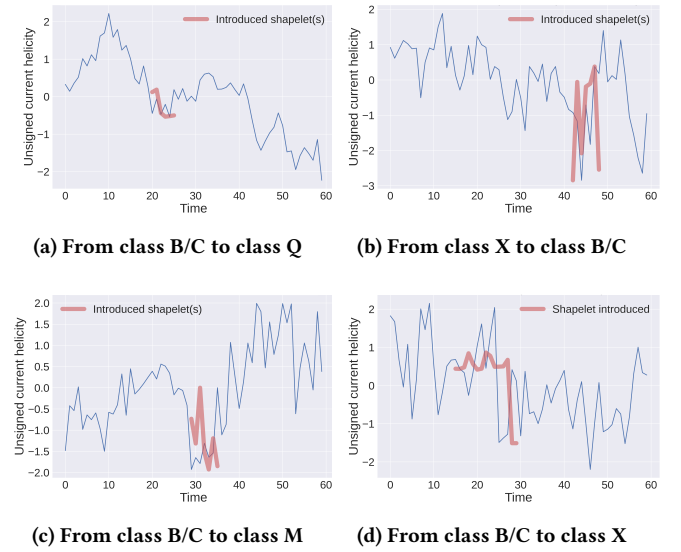 Introduced shapelet(s)
2
1
0
−1
−2
Unsigned current helicity
0 10 20 30 40 50 60
Time
(a) From class B/C to class Q
Introduced shapelet(s)
2
1
0
−1
−2
−3
Unsigned current helicity
0 10 20 30 40 50 60
Time
(b) From class X to class B/C
Introduced shapelet(s)
2.0
1.5
1.0
0.5
0.0
−0.5
−1.0
−1.5
−2.0
Unsigned current helicity
0 10 20 30 40 50 60
Time
(c) From class B/C to class M
Shapelet introduced
2
1
0
−1
−2
Unsigned current helicity
0 10 20 30 40 50 60
Time
(d) From class B/C to class X